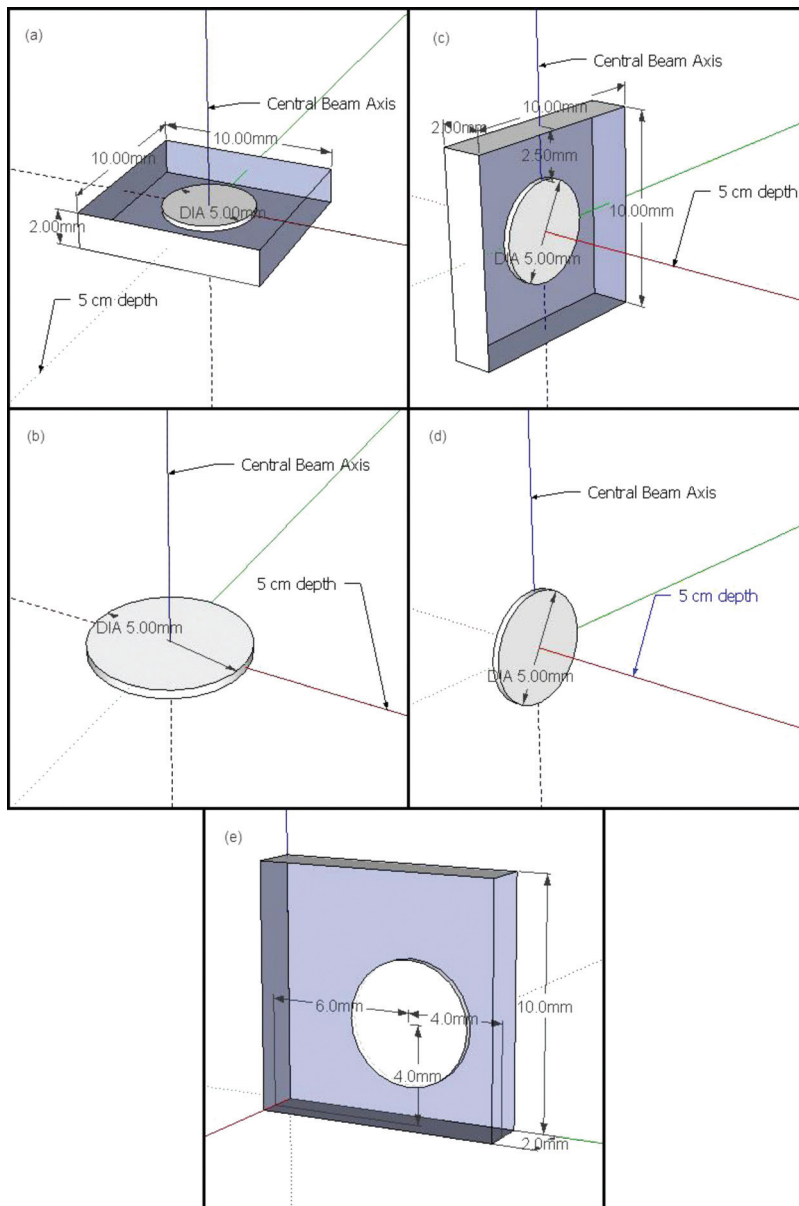 (a)
Central Beam Axis
10.00mm
10.00mm
DIA 5.00mm
2.00mm
5 cm depth
(c)
Central Beam Axis
10.00mm
2.00mm
2.50mm
5 cm depth
10.00mm
DIA 5.00mm
(b)
Central Beam Axis
5 cm depth
DIA 5.00mm
(d)
Central Beam Axis
5 cm depth
DIA 5.00mm
(e)
6.0mm
4.0mm
10.0mm
4.0mm
2.0mm